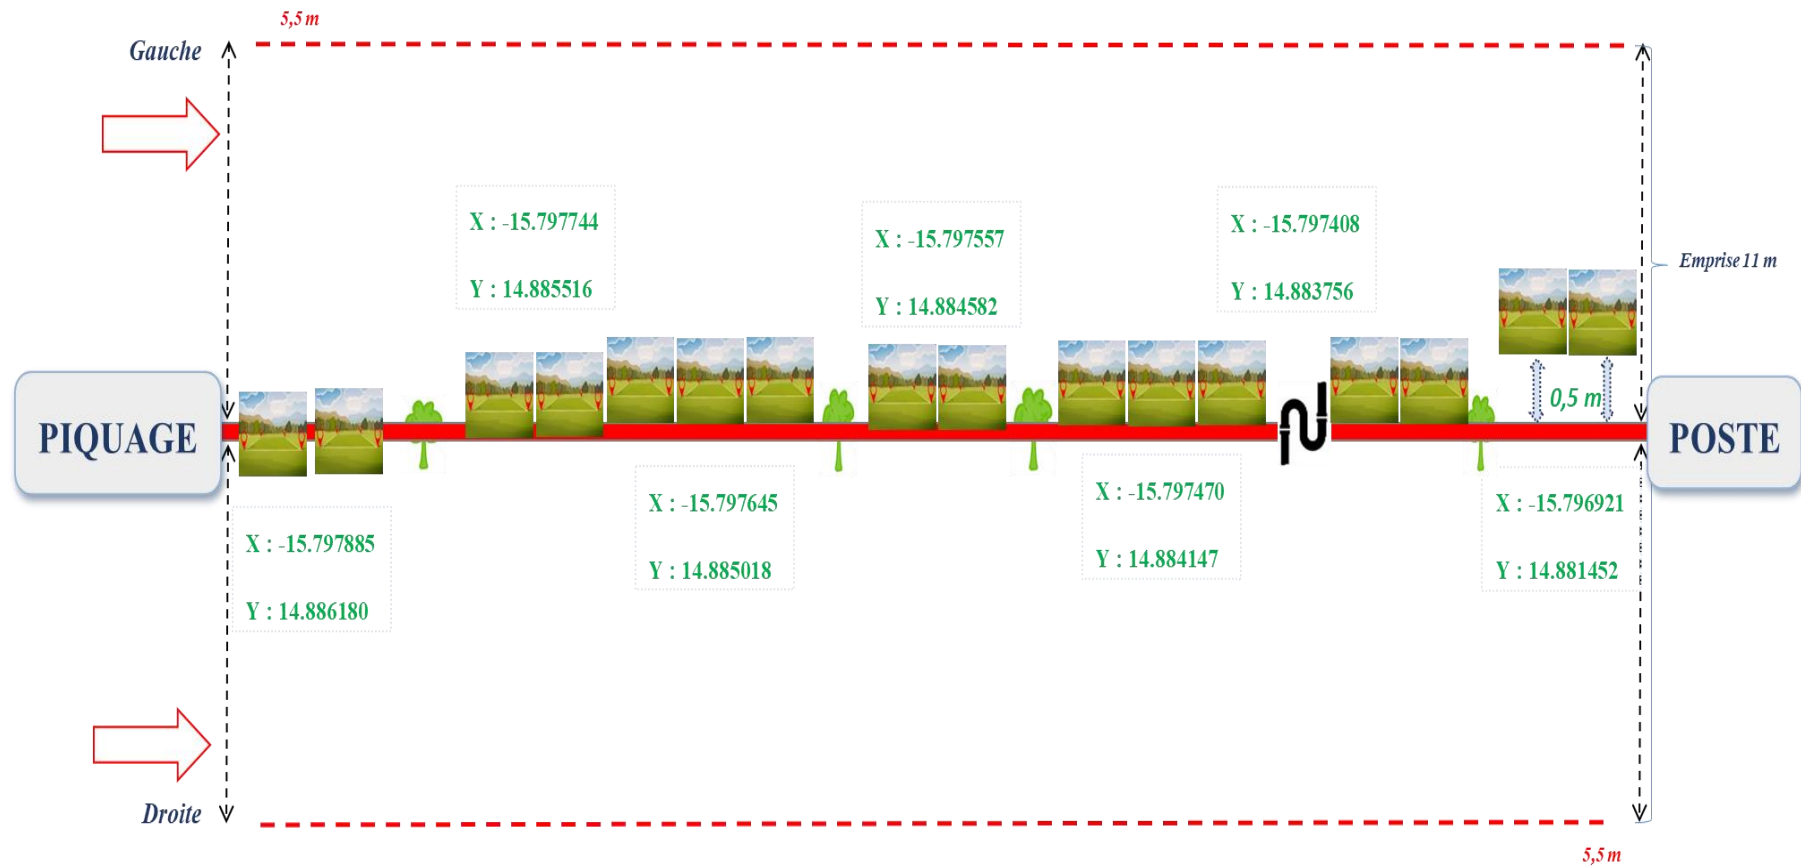 5,5 m
Gauche
X : -15.797744
Y : 14.885516
X : -15.797557
Y : 14.884582
X : -15.797408
Y : 14.883756
Emprise 11 m
0,5 m
PIQUAGE
POSTE
X : -15.797885
Y : 14.886180
X : -15.797645
Y : 14.885018
X : -15.797470
Y : 14.884147
X : -15.796921
Y : 14.881452
Droite
5,5 m